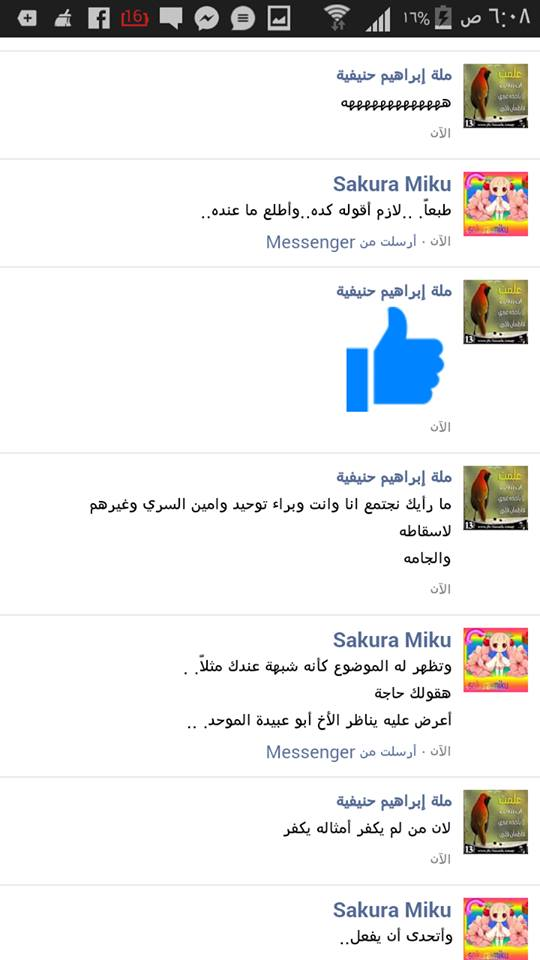 ١٦% ص ٦:٠٨
16
ملة إبراهيم حنيفية
الآن
Sakura Miku
طبعاً. ..لازم أقوله كده..وأطلع ما عنده..
الآن · أرسلت من Messenger
ملة إبراهيم حنيفية
الآن
ملة إبراهيم حنيفية
ما رأيك نجتمع انا وانت وبراء توحيد وامين السري وغيرهم
لاسقاطه
والجامه
الآن
Sakura Miku
وتظهر له الموضوع كأنه شبهة عندك مثلاً. .
هقولك حاجة
أعرض عليه يناظر الأخ أبو عبيدة الموحد. ..
الآن · أرسلت من Messenger
ملة إبراهيم حنيفية
لان من لم يكفر أمثاله يكفر
الآن
Sakura Miku
وأتحدى أن يفعل..